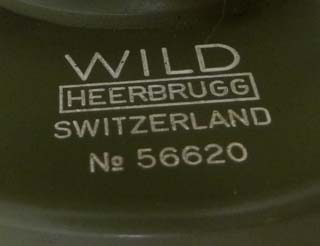 WILD
HEERBRUGG
SWITZERLAND
No 56620